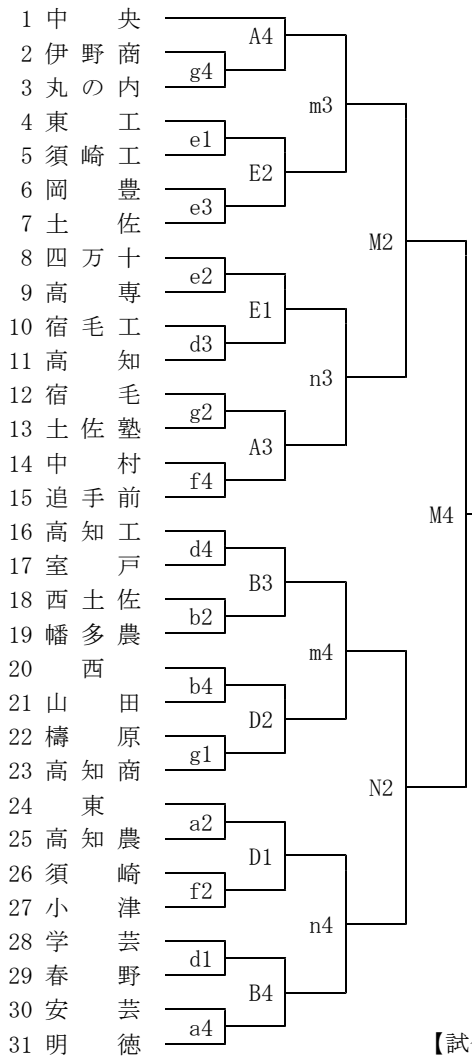 1 中央
A4
2 伊野商
g4
3 丸の内
m3
4 東工
e1
5 須崎工
E2
6 岡豊
e3
7 土佐
M2
8 四万十
e2
9 高専
E1
10 宿毛工
d3
11 高知
n3
12 宿毛
g2
13 土佐塾
A3
14 中村
f4
15 追手前
M4
16 高知工
d4
17 室戸
B3
18 西土佐
b2
19 幡多農
m4
20 西
b4
21 山田
D2
22 檮原
g1
23 高知商
N2
24 東
a2
25 高知農
D1
26 須崎
f2
27 小津
n4
28 学芸
d1
29 春野
B4
30 安芸
a4
31 明徳
【試